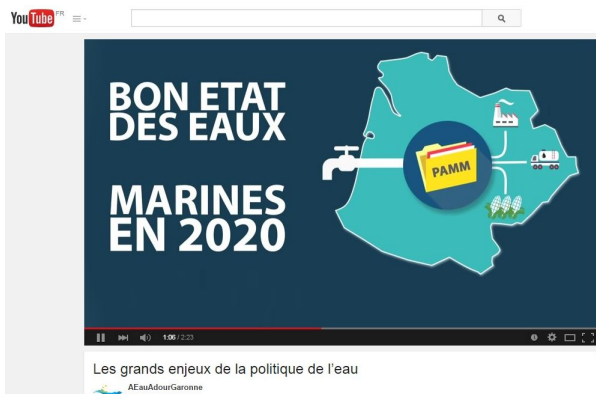 YouTube FR
BON ETAT
DES EAUX
MARINES
EN 2020
PAMM
1:06 / 2:23
Les grands enjeux de la politique de l'eau
AEauAdourGaronne